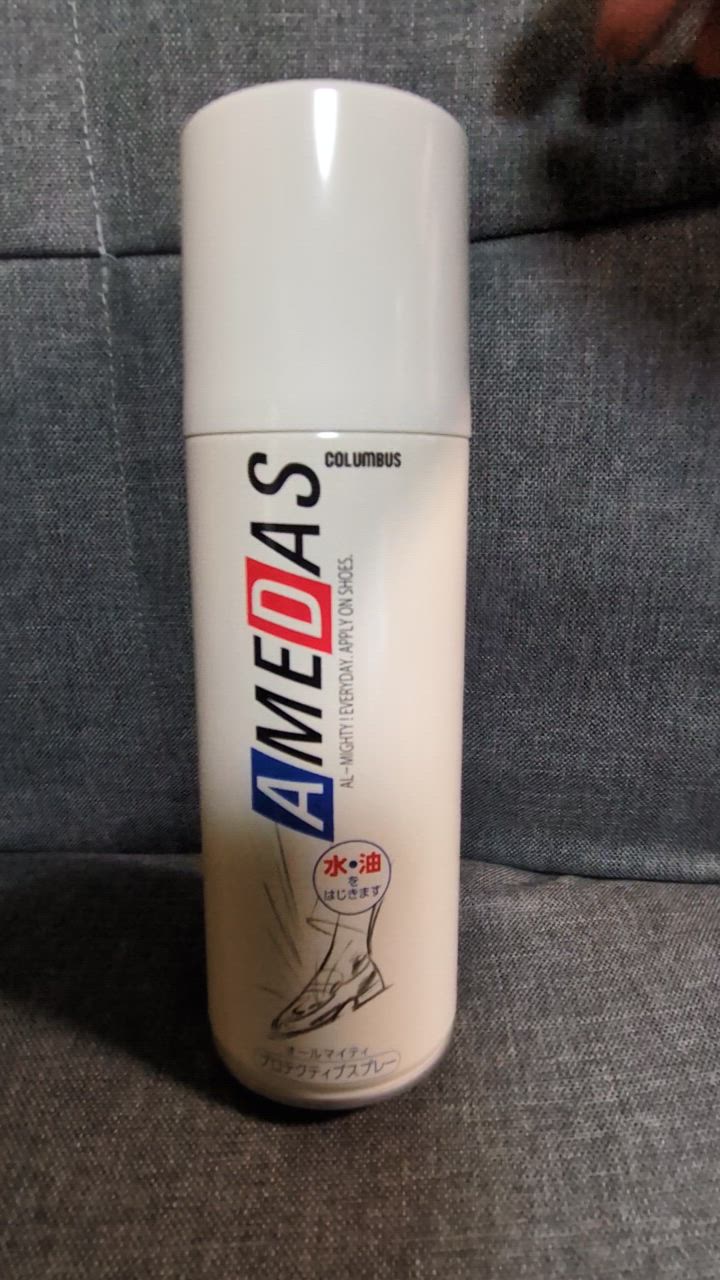 COLUMBUS
AMEDAS
AL-MIGHTY! EVERYDAY. APPLY ON SHOES.
水・油
を
はじきます
オールマイティ
プロテクティブスプレー